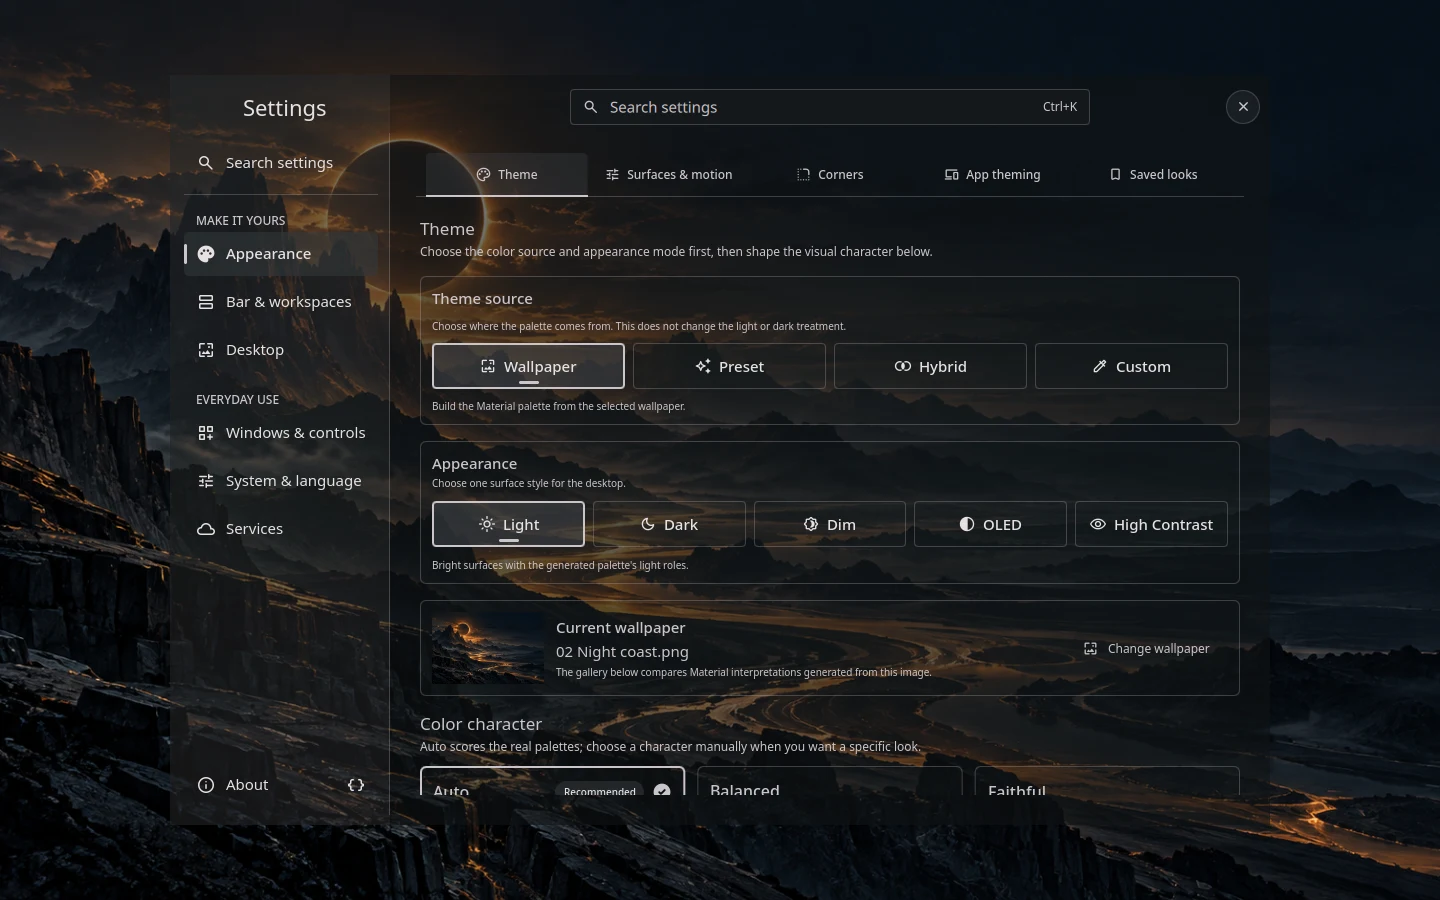 Settings
Search settings
MAKE IT YOURS
Appearance
Bar & workspaces
Desktop
EVERYDAY USE
Windows & controls
System & language
Services
About
Search settings
Ctrl+K
Theme
Surfaces & motion
Corners
App theming
Saved looks
Theme
Choose the color source and appearance mode first, then shape the visual character below.
Theme source
Choose where the palette comes from. This does not change the light or dark treatment.
Wallpaper
Preset
Hybrid
Custom
Build the Material palette from the selected wallpaper.
Appearance
Choose one surface style for the desktop.
Light
Dark
Dim
OLED
High Contrast
Bright surfaces with the generated palette's light roles.
Current wallpaper
02 Night coast.png
The gallery below compares Material interpretations generated from this image.
Change wallpaper
Color character
Auto scores the real palettes; choose a character manually when you want a specific look.
Auto
Recommended
Balanced
Faithful